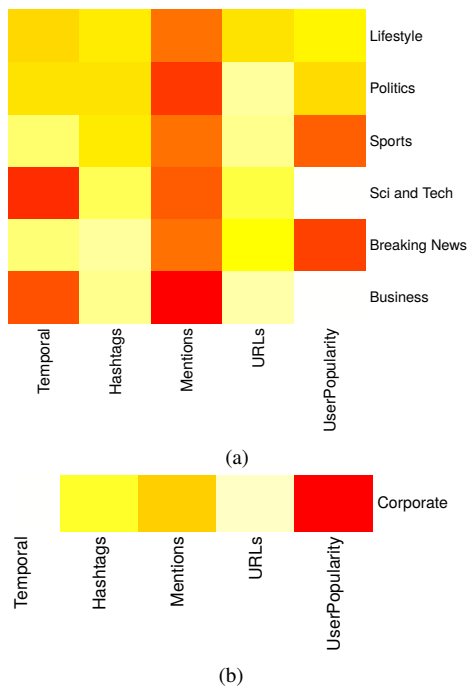 Lifestyle
Politics
Sports
Sci and Tech
Breaking News
Business
Temporal
Hashtags
Mentions
URLs
UserPopularity
(a)
Corporate
Temporal
Hashtags
Mentions
URLs
UserPopularity
(b)